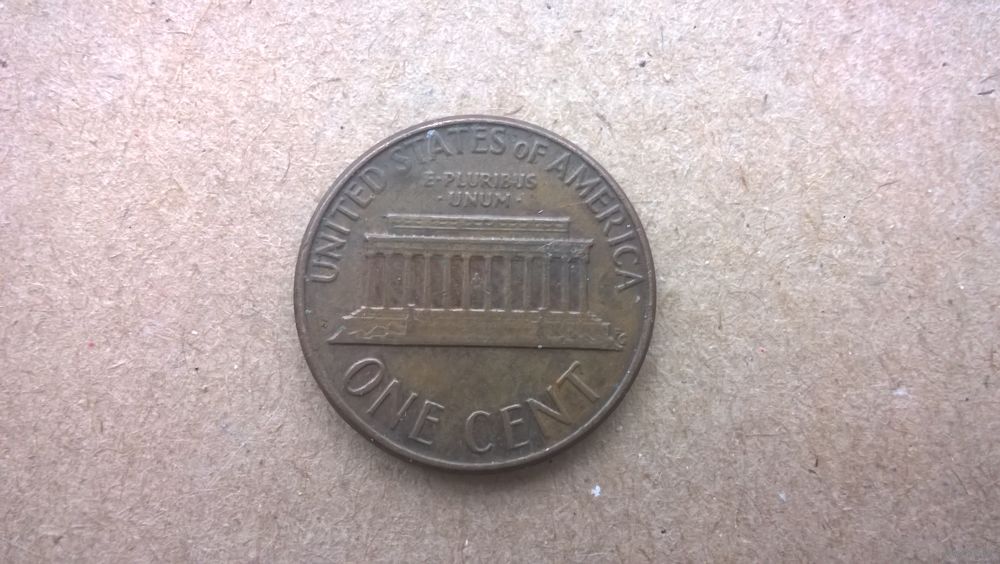 UNITED STATES OF AMERICA
E·PLURIBUS
·UNUM·
ONE CENT